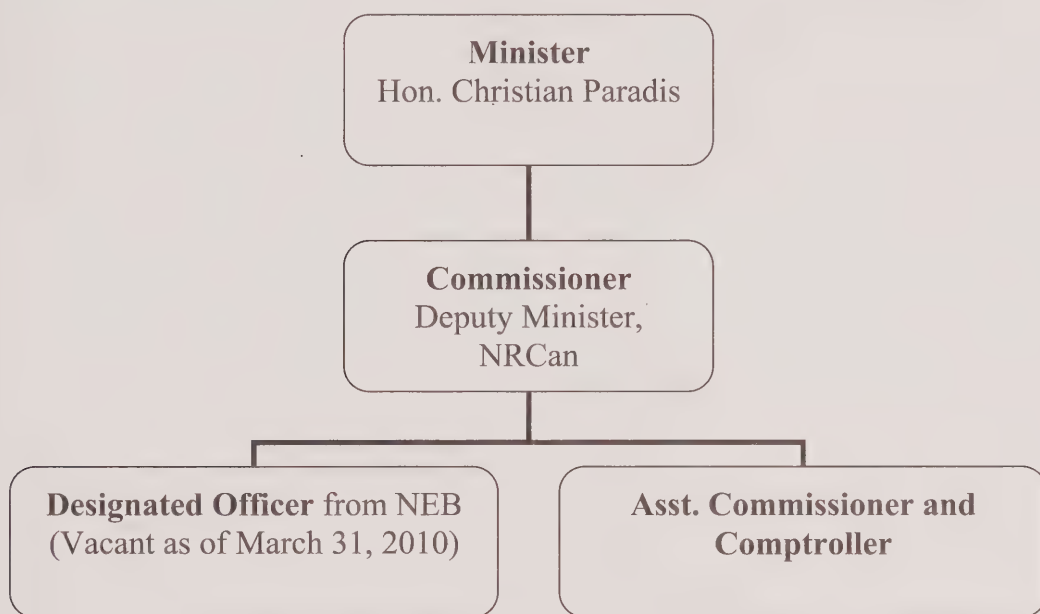 Minister
Hon. Christian Paradis
Commissioner
Deputy Minister,
NRCan
Designated Officer from NEB
(Vacant as of March 31, 2010)
Asst. Commissioner and
Comptroller